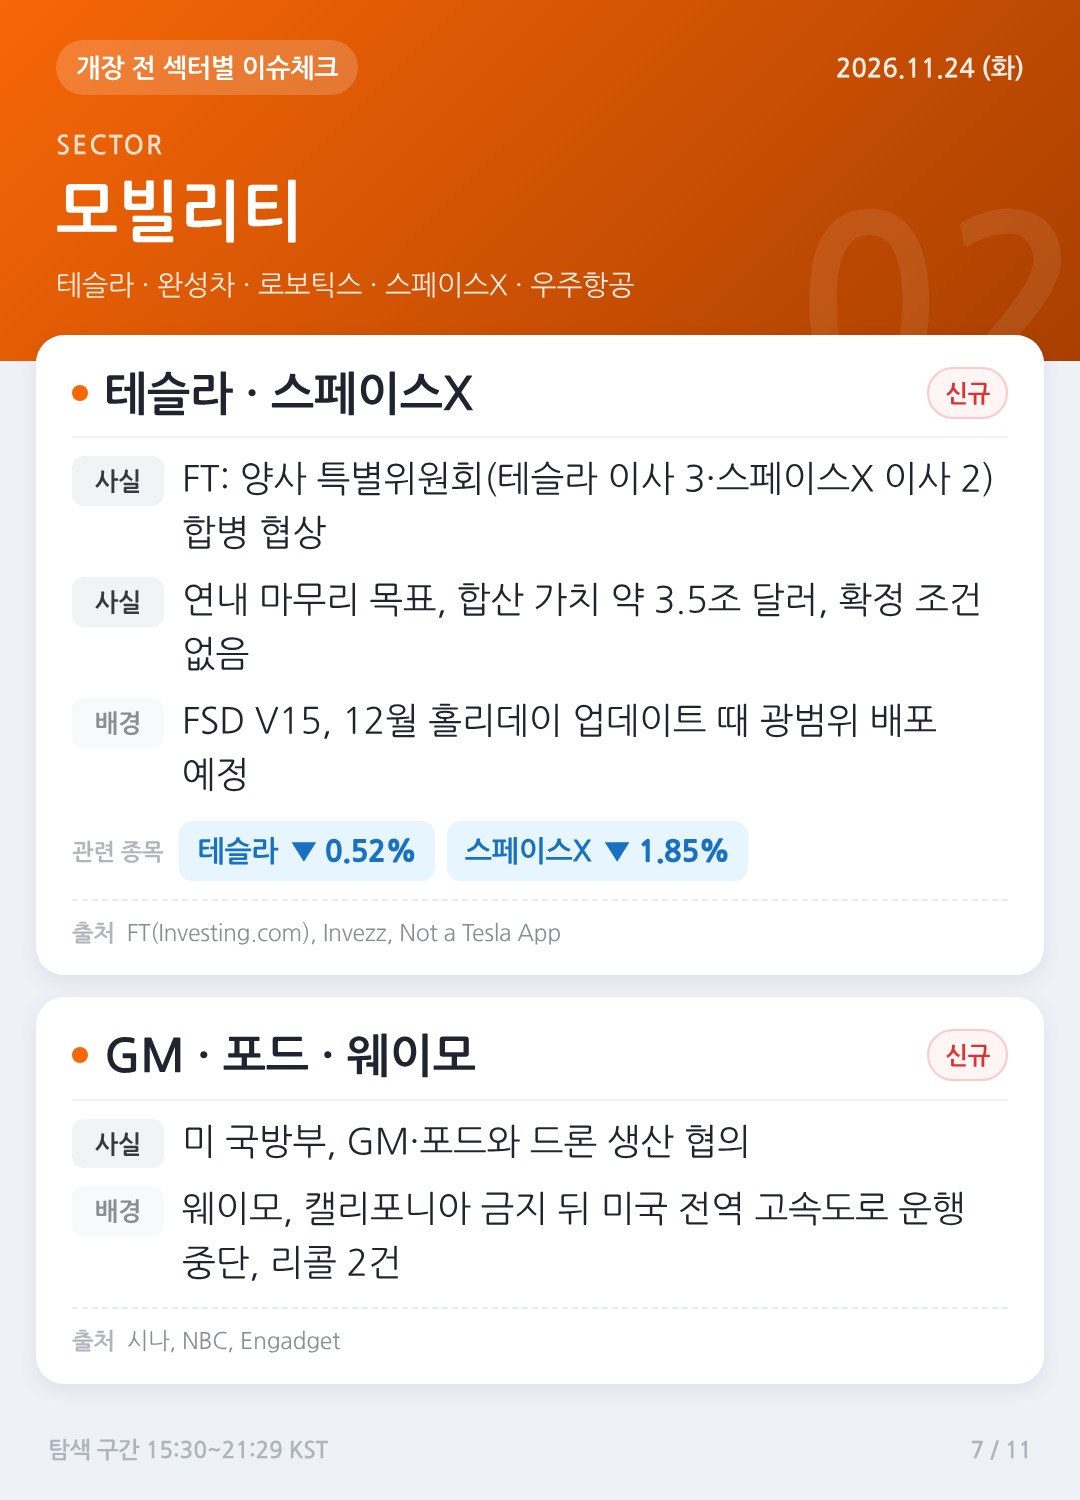 개장 전 섹터별 이슈체크
2026.11.24 (화)
SECTOR
모빌리티
테슬라 · 완성차 · 로보틱스 · 스페이스X · 우주항공
02
테슬라 · 스페이스X
신규
사실
FT: 양사 특별위원회(테슬라 이사 3·스페이스X 이사 2)
합병 협상
사실
연내 마무리 목표, 합산 가치 약 3.5조 달러, 확정 조건
없음
배경
FSD V15, 12월 홀리데이 업데이트 때 광범위 배포
예정
관련 종목 테슬라 ▼ 0.52% 스페이스X ▼ 1.85%
출처 FT(Investing.com), Invezz, Not a Tesla App
GM · 포드 · 웨이모
신규
사실
미 국방부, GM·포드와 드론 생산 협의
배경
웨이모, 캘리포니아 금지 뒤 미국 전역 고속도로 운행
중단, 리콜 2건
출처 시나, NBC, Engadget
탐색 구간 15:30~21:29 KST
7 / 11